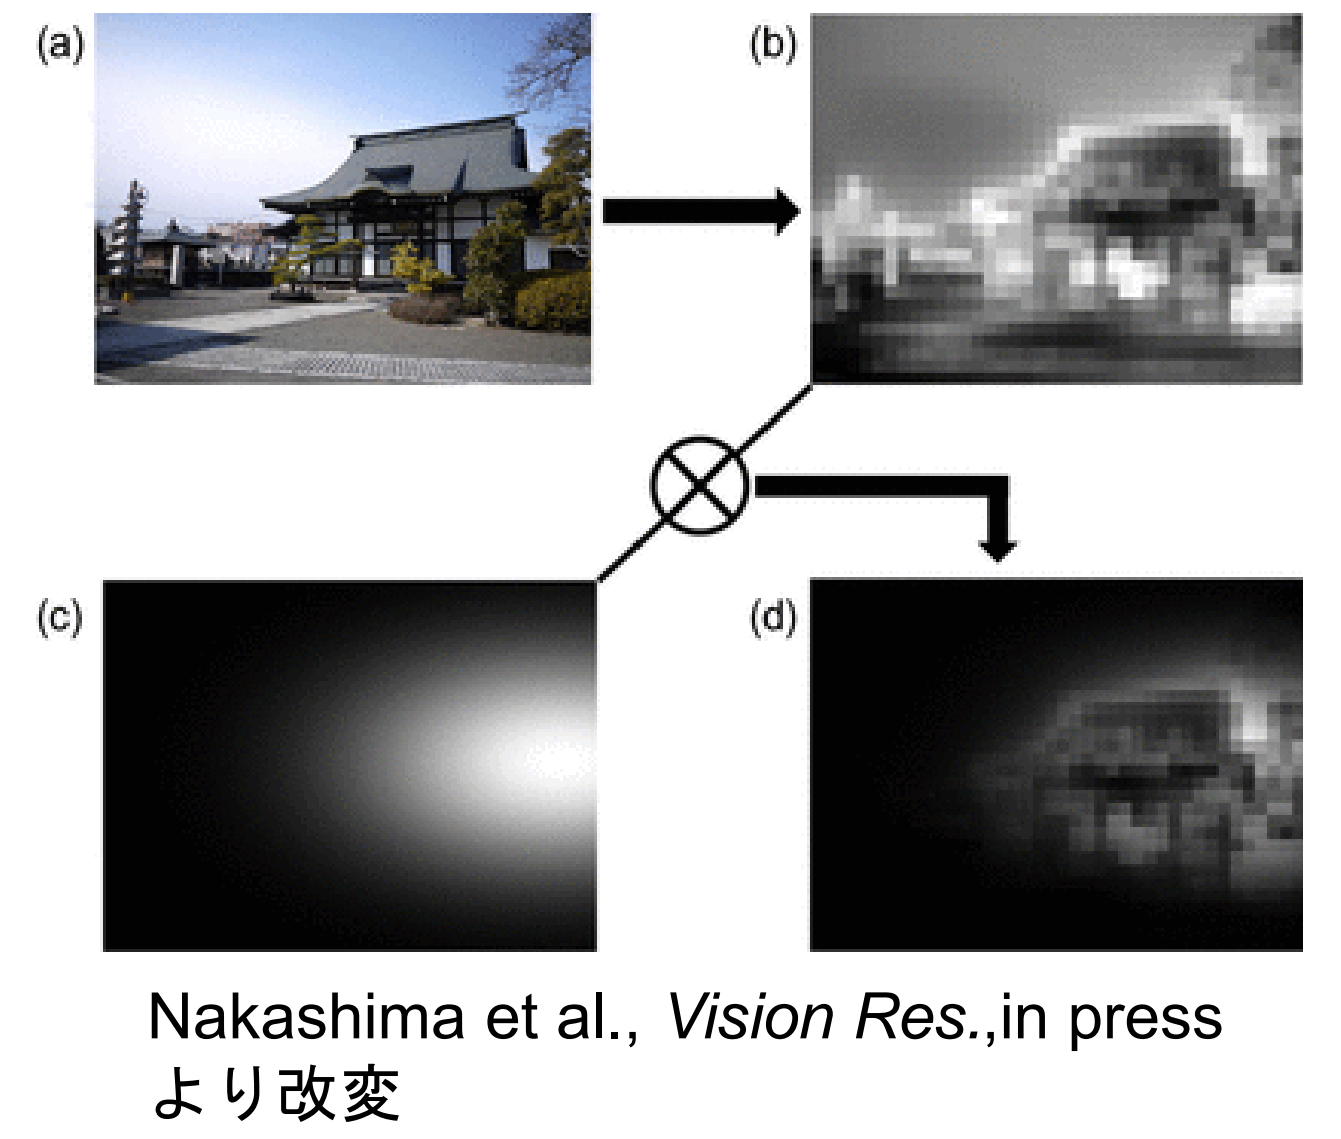 (a)
(b)
(c)
(d)
Nakashima et al., Vision Res.,in press
より改変